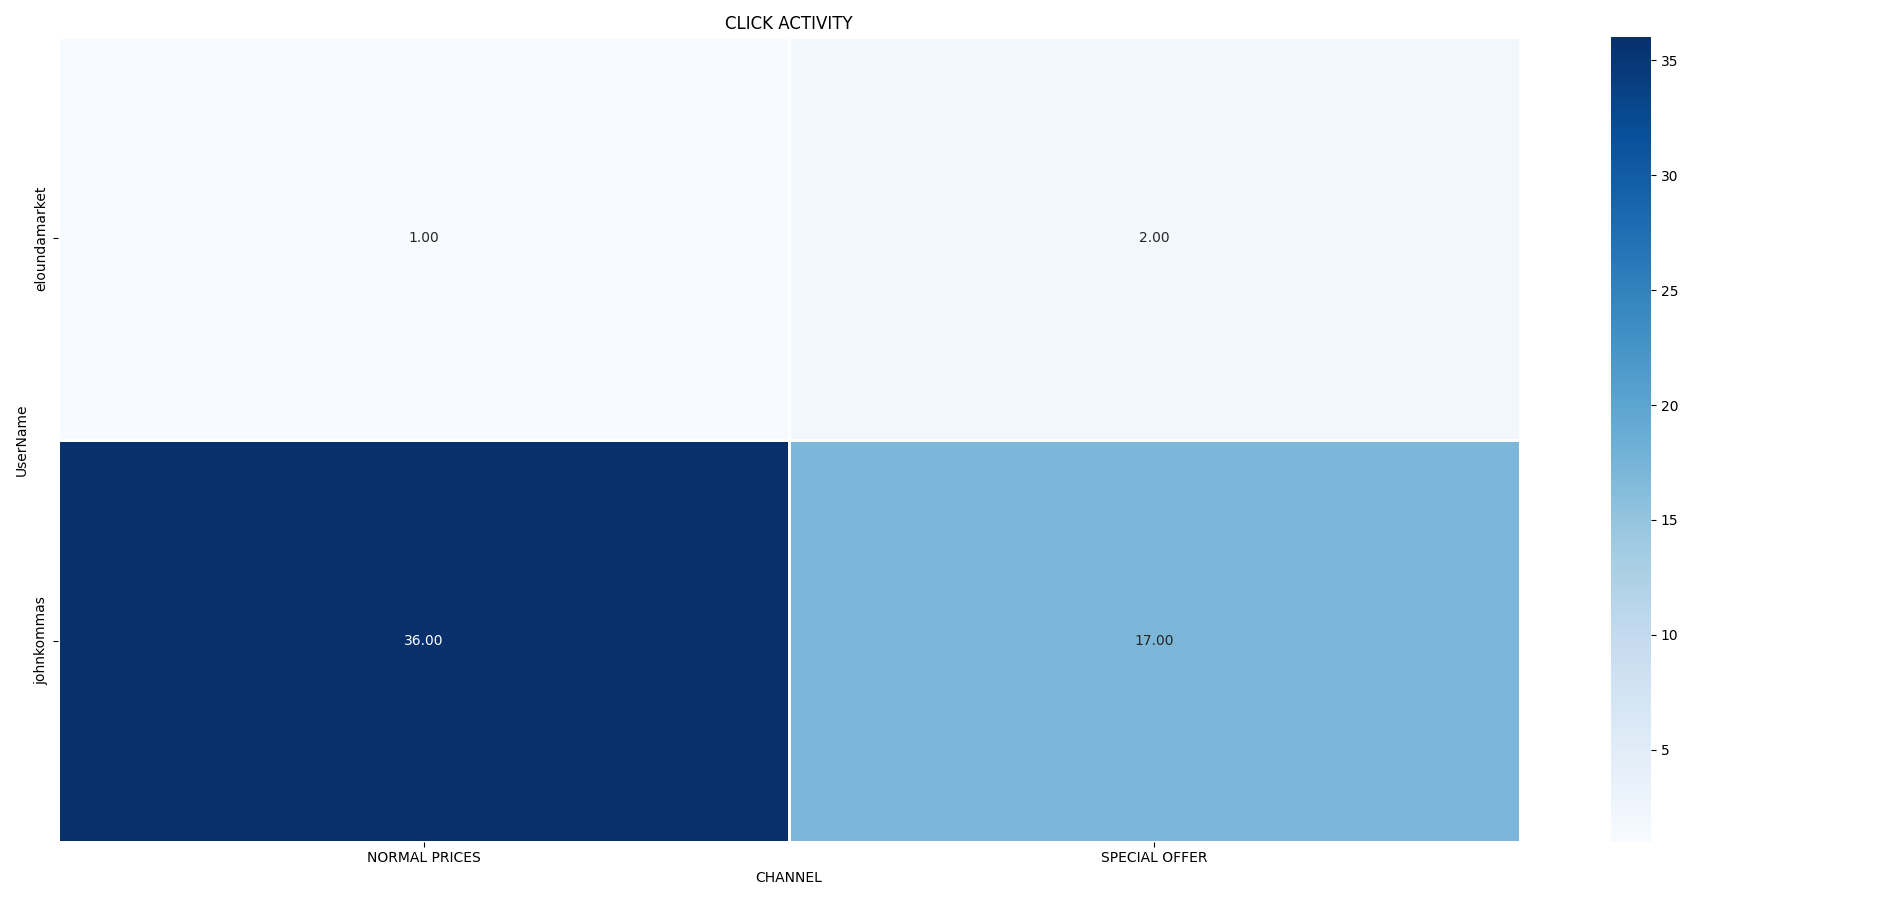 CLICK ACTIVITY
UserName
eloundamarket
1.00
2.00
johnkommas
36.00
17.00
NORMAL PRICES
SPECIAL OFFER
CHANNEL
35
30
25
20
15
10
5